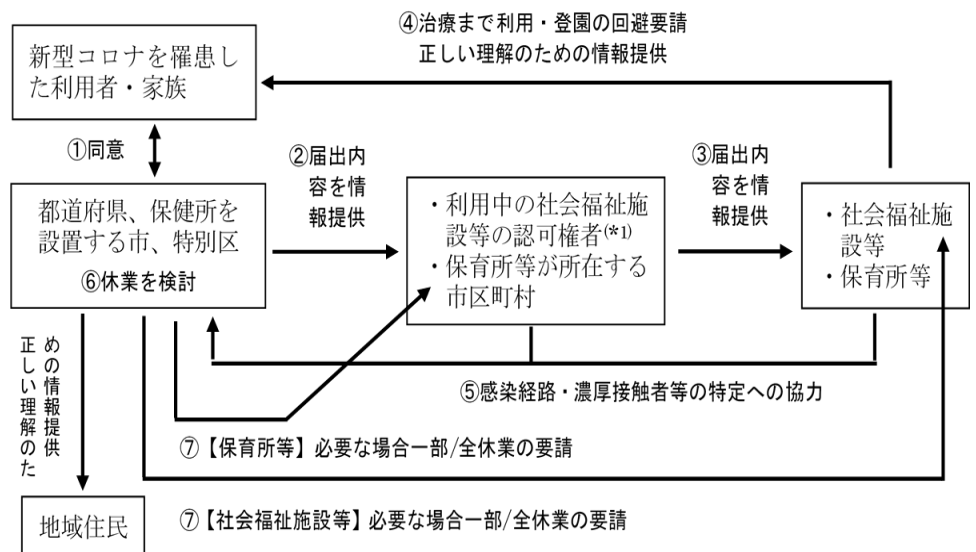 ④治療まで利用・登園の回避要請
正しい理解のための情報提供
新型コロナを罹患し
た利用者・家族
①同意
②届出内
容を情
報提供
③届出内
容を情
報提供
都道府県、保健所を
設置する市、特別区
⑥休業を検討
・利用中の社会福祉施
設等の認可権者(*1)
・保育所等が所在する
市区町村
・社会福祉施
設等
・保育所等
正しい理解のた
めの情報提供
⑤感染経路・濃厚接触者等の特定への協力
⑦【保育所等】必要な場合一部/全休業の要請
地域住民
⑦【社会福祉施設等】必要な場合一部/全休業の要請